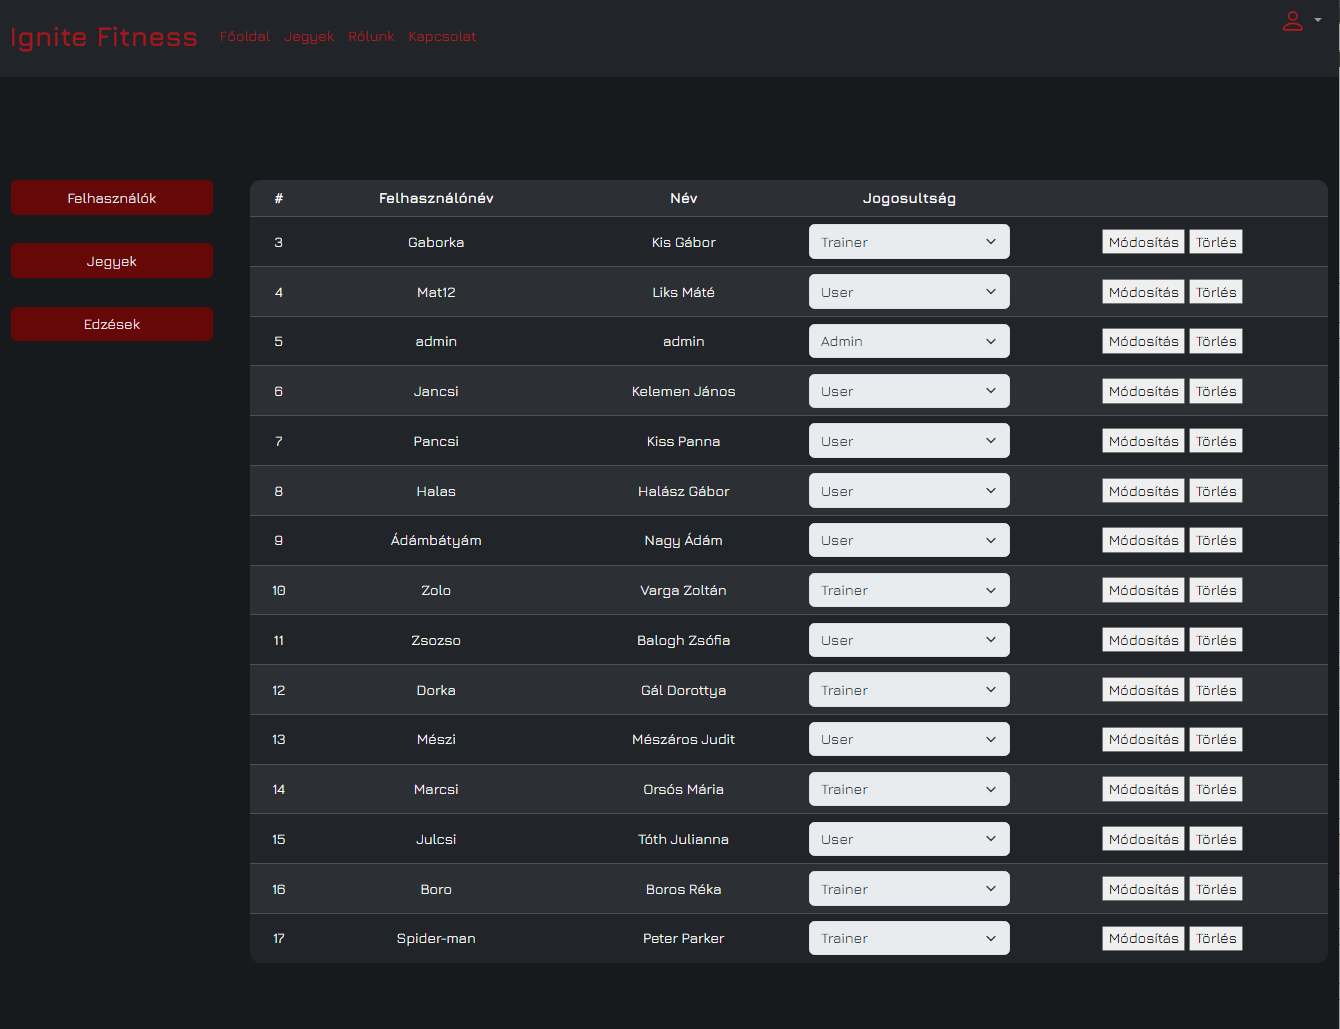 Ignite Fitness Főoldal Jegyek Rólunk Kapcsolat
Felhasználók
Jegyek
Edzések
# Felhasználónév Név Jogosultság
3 Gaborka Kis Gábor Trainer Módosítás Törlés
4 Mat12 Liks Máté User Módosítás Törlés
5 admin admin Admin Módosítás Törlés
6 Jancsi Kelemen János User Módosítás Törlés
7 Pancsi Kiss Panna User Módosítás Törlés
8 Halas Halász Gábor User Módosítás Törlés
9 Ádámbátyám Nagy Ádám User Módosítás Törlés
10 Zolo Varga Zoltán Trainer Módosítás Törlés
11 Zsozso Balogh Zsófia User Módosítás Törlés
12 Dorka Gál Dorottya Trainer Módosítás Törlés
13 Mészi Mészáros Judit User Módosítás Törlés
14 Marcsi Orsós Mária Trainer Módosítás Törlés
15 Julcsi Tóth Julianna User Módosítás Törlés
16 Boro Boros Réka Trainer Módosítás Törlés
17 Spider-man Peter Parker Trainer Módosítás Törlés